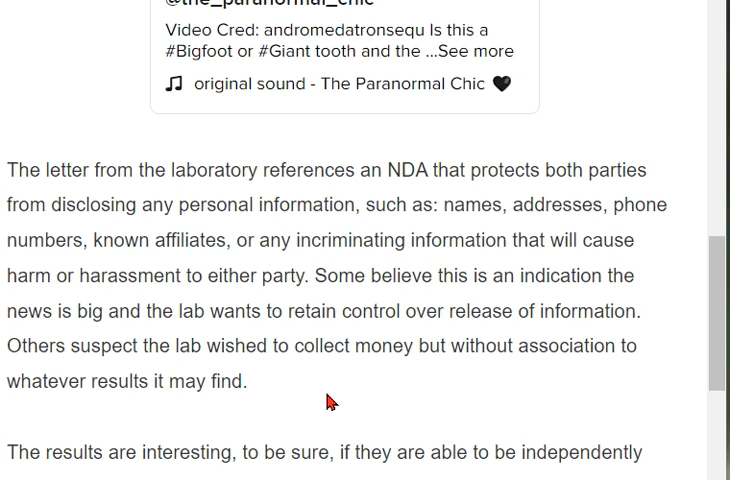 @the_paranormal_chic
Video Cred: andromedatronsequ Is this a
#Bigfoot or #Giant tooth and the ...See more
original sound - The Paranormal Chic 🖤
The letter from the laboratory references an NDA that protects both parties
from disclosing any personal information, such as: names, addresses, phone
numbers, known affiliates, or any incriminating information that will cause
harm or harassment to either party. Some believe this is an indication the
news is big and the lab wants to retain control over release of information.
Others suspect the lab wished to collect money but without association to
whatever results it may find.
The results are interesting, to be sure, if they are able to be independently